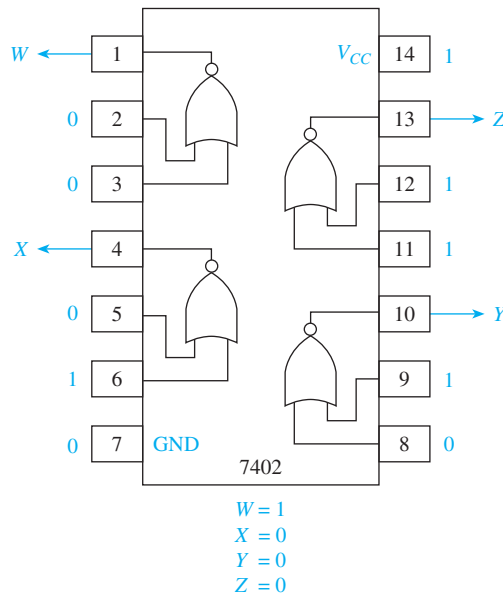 W 1 V_CC 14 1
0 2 13 Z
0 3 12 1
X 4 11 1
0 5 10 Y
1 6 9 1
0 7 GND 8 0
7402
W = 1
X = 0
Y = 0
Z = 0